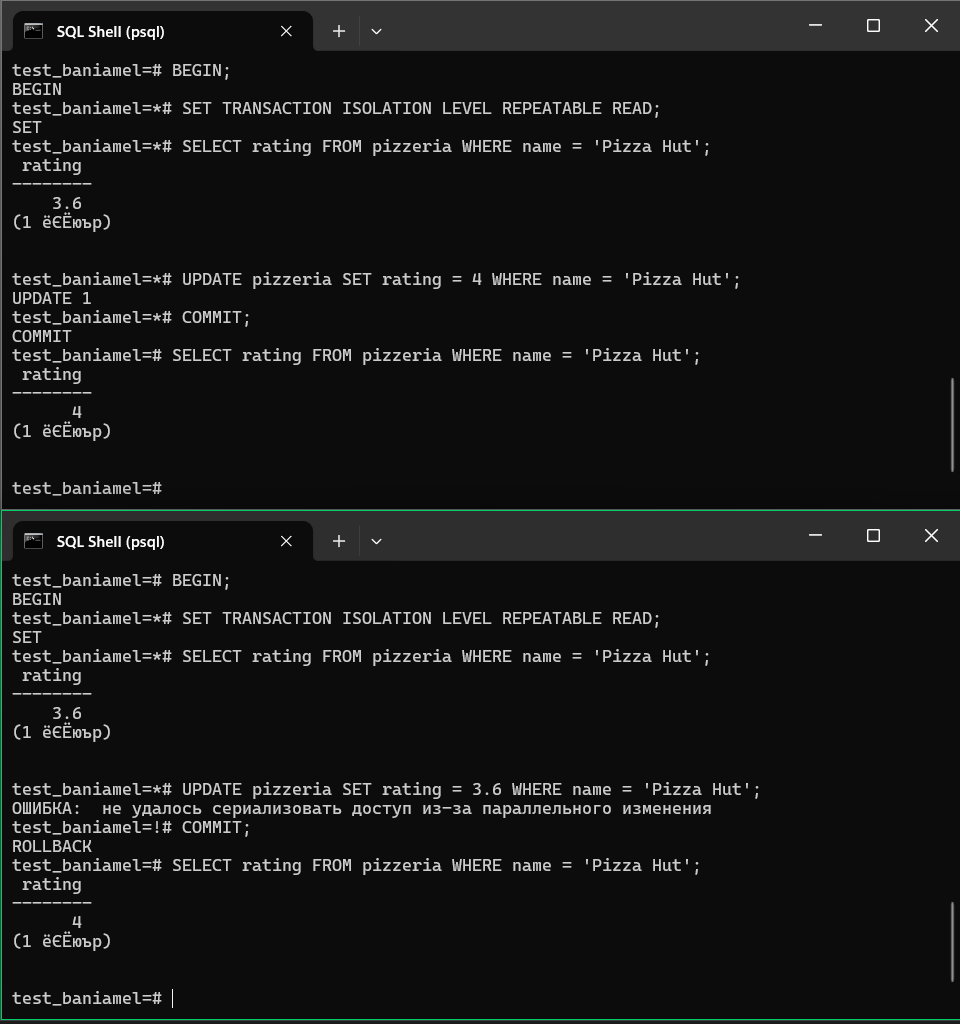 SQL Shell (psql)
test_baniamel=# BEGIN;
BEGIN
test_baniamel=*# SET TRANSACTION ISOLATION LEVEL REPEATABLE READ;
SET
test_baniamel=*# SELECT rating FROM pizzeria WHERE name = 'Pizza Hut';
rating
--------
3.6
(1 ёЄЁюър)
test_baniamel=*# UPDATE pizzeria SET rating = 4 WHERE name = 'Pizza Hut';
UPDATE 1
test_baniamel=*# COMMIT;
COMMIT
test_baniamel=# SELECT rating FROM pizzeria WHERE name = 'Pizza Hut';
rating
--------
4
(1 ёЄЁюър)
test_baniamel=#
SQL Shell (psql)
test_baniamel=# BEGIN;
BEGIN
test_baniamel=*# SET TRANSACTION ISOLATION LEVEL REPEATABLE READ;
SET
test_baniamel=*# SELECT rating FROM pizzeria WHERE name = 'Pizza Hut';
rating
--------
3.6
(1 ёЄЁюър)
test_baniamel=*# UPDATE pizzeria SET rating = 3.6 WHERE name = 'Pizza Hut';
ОШИБКА:  не удалось сериализовать доступ из-за параллельного изменения
test_baniamel=!# COMMIT;
ROLLBACK
test_baniamel=# SELECT rating FROM pizzeria WHERE name = 'Pizza Hut';
rating
--------
4
(1 ёЄЁюър)
test_baniamel=#